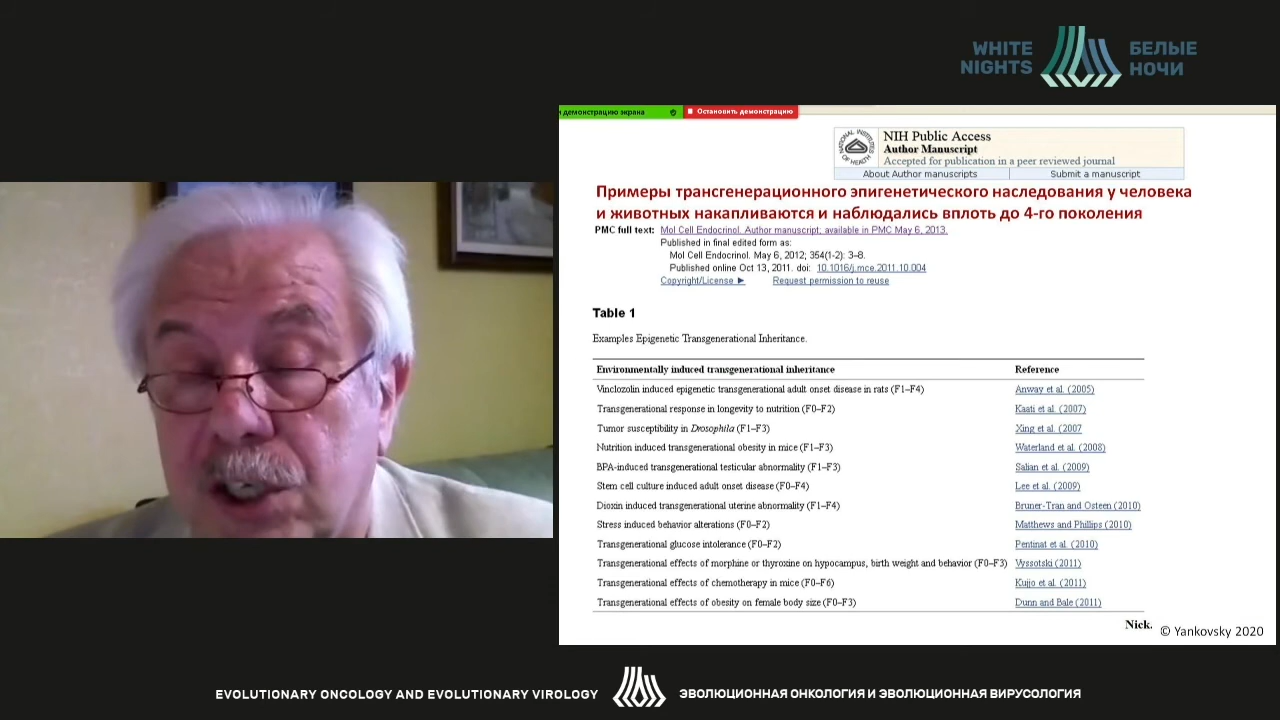 WHITE
NIGHTS
БЕЛЫЕ
НОЧИ
демонстрацию экрана
Остановить демонстрацию
NATIONAL INSTITUTES OF HEALTH
NIH Public Access
Author Manuscript
Accepted for publication in a peer reviewed journal
About Author manuscripts
Submit a manuscript
Примеры трансгенерационного эпигенетического наследования у человека
и животных накапливаются и наблюдались вплоть до 4-го поколения
PMC full text: Mol Cell Endocrinol. Author manuscript; available in PMC May 6, 2013.
Published in final edited form as:
Mol Cell Endocrinol. May 6, 2012; 354(1-2): 3–8.
Published online Oct 13, 2011. doi: 10.1016/j.mce.2011.10.004
Copyright/License ► Request permission to reuse
Table 1
Examples Epigenetic Transgenerational Inheritance.
Environmentally induced transgenerational inheritance Reference
Vinclozolin induced epigenetic transgenerational adult onset disease in rats (F1–F4) Anway et al. (2005)
Transgenerational response in longevity to nutrition (F0–F2) Kaati et al. (2007)
Tumor susceptibility in Drosophila (F1–F3) Xing et al. (2007
Nutrition induced transgenerational obesity in mice (F1–F3) Waterland et al. (2008)
BPA-induced transgenerational testicular abnormality (F1–F3) Salian et al. (2009)
Stem cell culture induced adult onset disease (F0–F4) Lee et al. (2009)
Dioxin induced transgenerational uterine abnormality (F1–F4) Bruner-Tran and Osteen (2010)
Stress induced behavior alterations (F0–F2) Matthews and Phillips (2010)
Transgenerational glucose intolerance (F0–F2) Pentinat et al. (2010)
Transgenerational effects of morphine or thyroxine on hypocampus, birth weight and behavior (F0–F3) Vyssotski (2011)
Transgenerational effects of chemotherapy in mice (F0–F6) Kujjo et al. (2011)
Transgenerational effects of obesity on female body size (F0–F3) Dunn and Bale (2011)
Nick.
© Yankovsky 2020
EVOLUTIONARY ONCOLOGY AND EVOLUTIONARY VIROLOGY
ЭВОЛЮЦИОННАЯ ОНКОЛОГИЯ И ЭВОЛЮЦИОННАЯ ВИРУСОЛОГИЯ